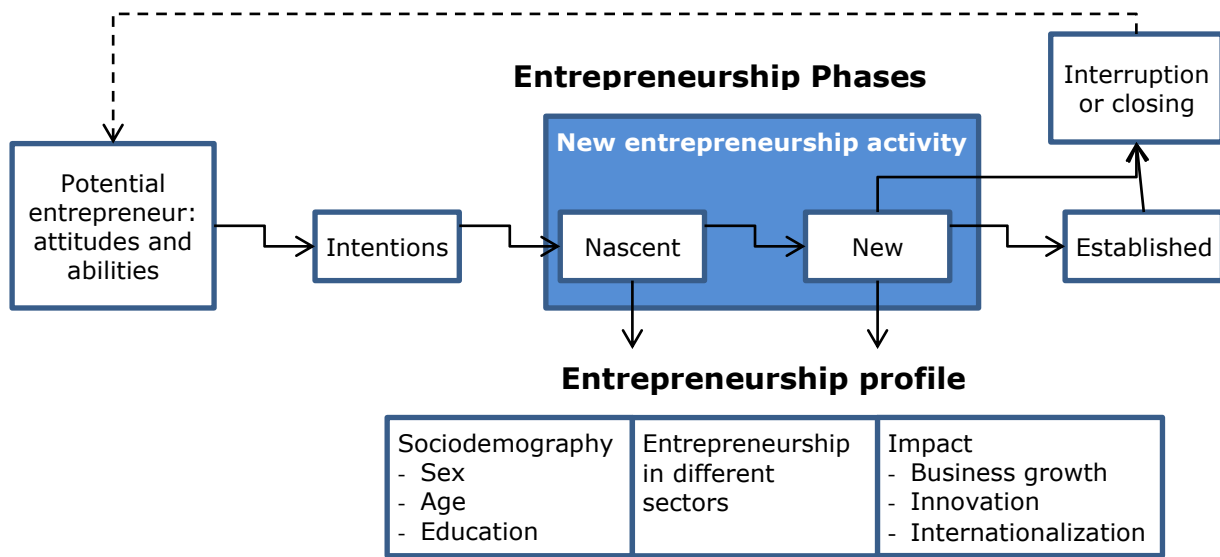 Entrepreneurship Phases
Interruption
or closing
New entrepreneurship activity
Potential
entrepreneur:
attitudes and
abilities
Intentions
Nascent
New
Established
Entrepreneurship profile
Sociodemography
- Sex
- Age
- Education
Entrepreneurship
in different
sectors
Impact
- Business growth
- Innovation
- Internationalization